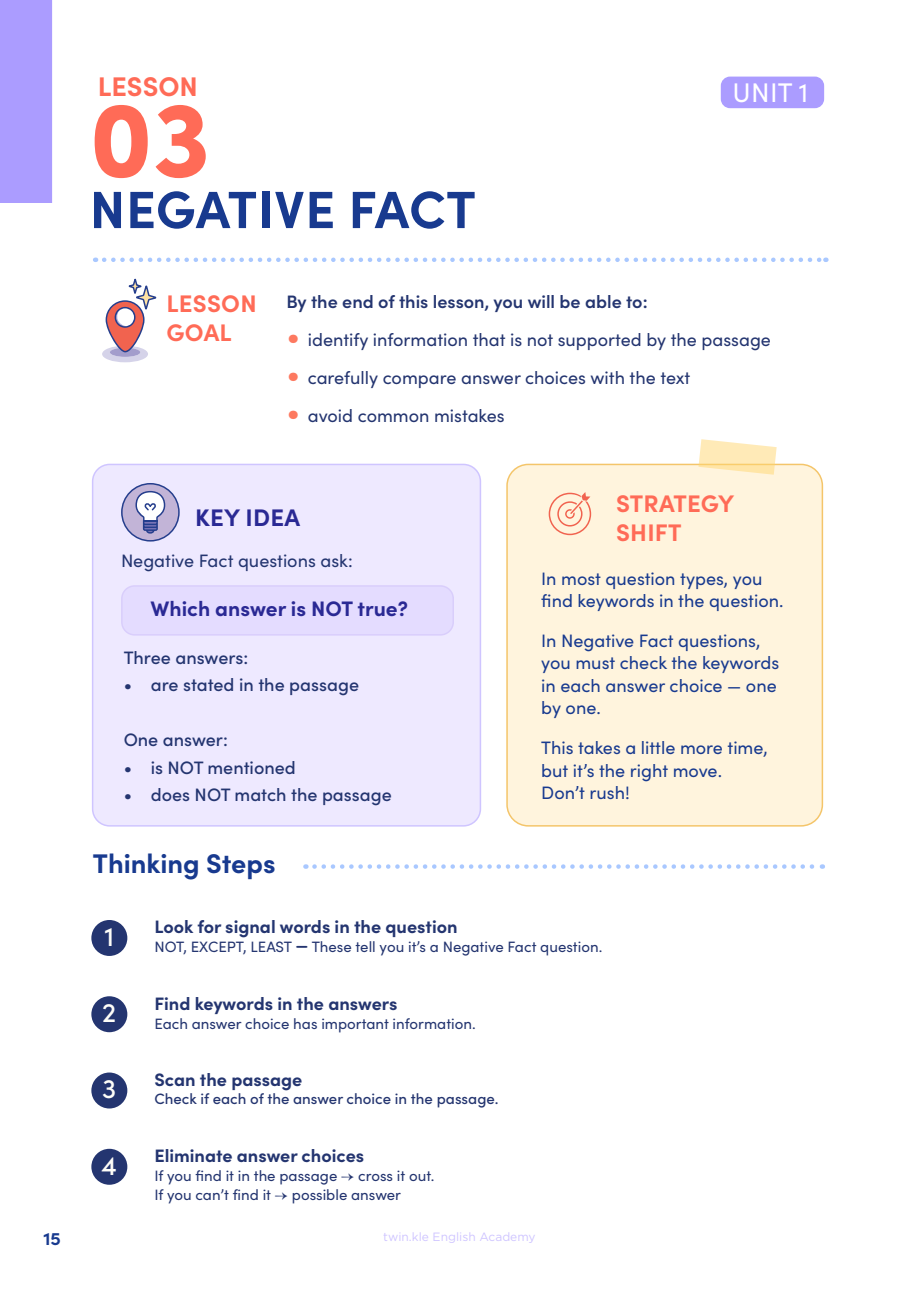 LESSON
03
UNIT 1
NEGATIVE FACT
LESSON
GOAL
By the end of this lesson, you will be able to:
• identify information that is not supported by the passage
• carefully compare answer choices with the text
• avoid common mistakes
KEY IDEA
Negative Fact questions ask:
Which answer is NOT true?
Three answers:
• are stated in the passage
One answer:
• is NOT mentioned
• does NOT match the passage
STRATEGY
SHIFT
In most question types, you
find keywords in the question.
In Negative Fact questions,
you must check the keywords
in each answer choice — one
by one.
This takes a little more time,
but it's the right move.
Don't rush!
Thinking Steps
1
Look for signal words in the question
NOT, EXCEPT, LEAST — These tell you it's a Negative Fact question.
2
Find keywords in the answers
Each answer choice has important information.
3
Scan the passage
Check if each of the answer choice in the passage.
4
Eliminate answer choices
If you find it in the passage → cross it out.
If you can't find it → possible answer
15
twin.kle English Academy